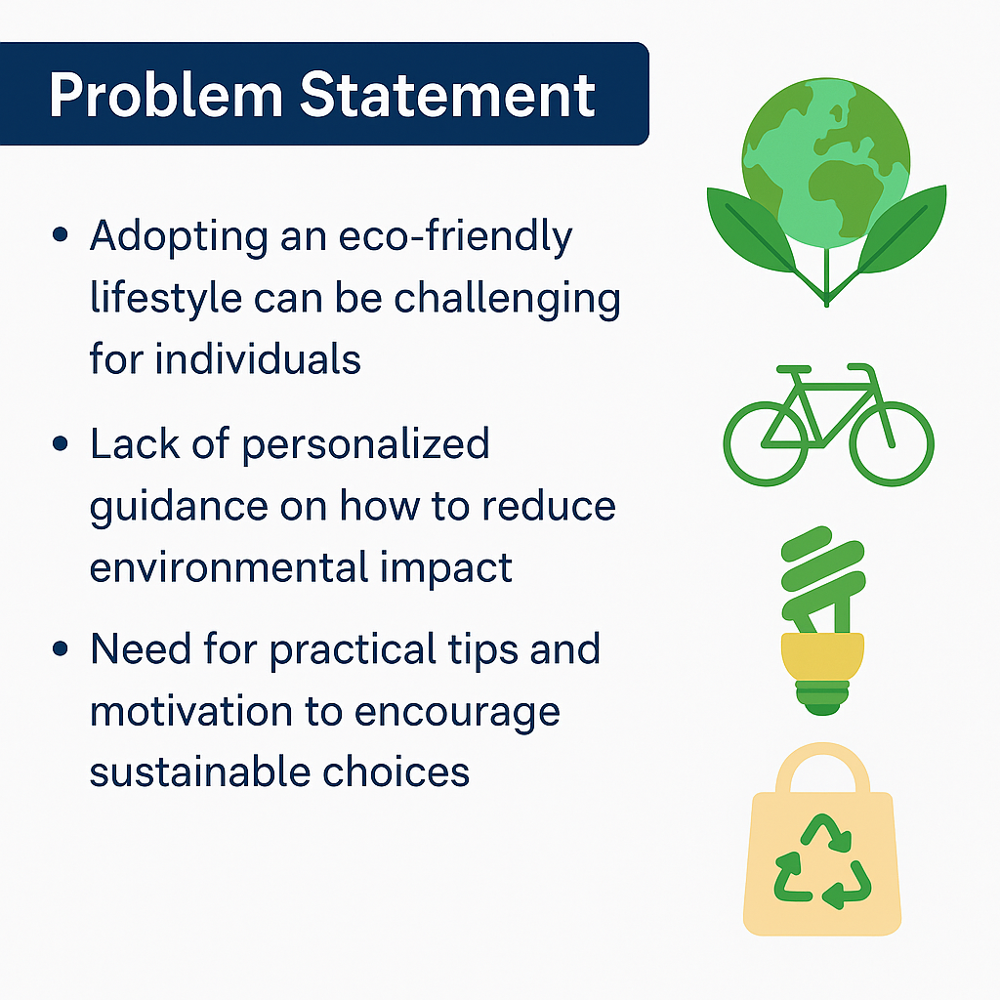 Problem Statement
• Adopting an eco-friendly
lifestyle can be challenging
for individuals
• Lack of personalized
guidance on how to reduce
environmental impact
• Need for practical tips and
motivation to encourage
sustainable choices